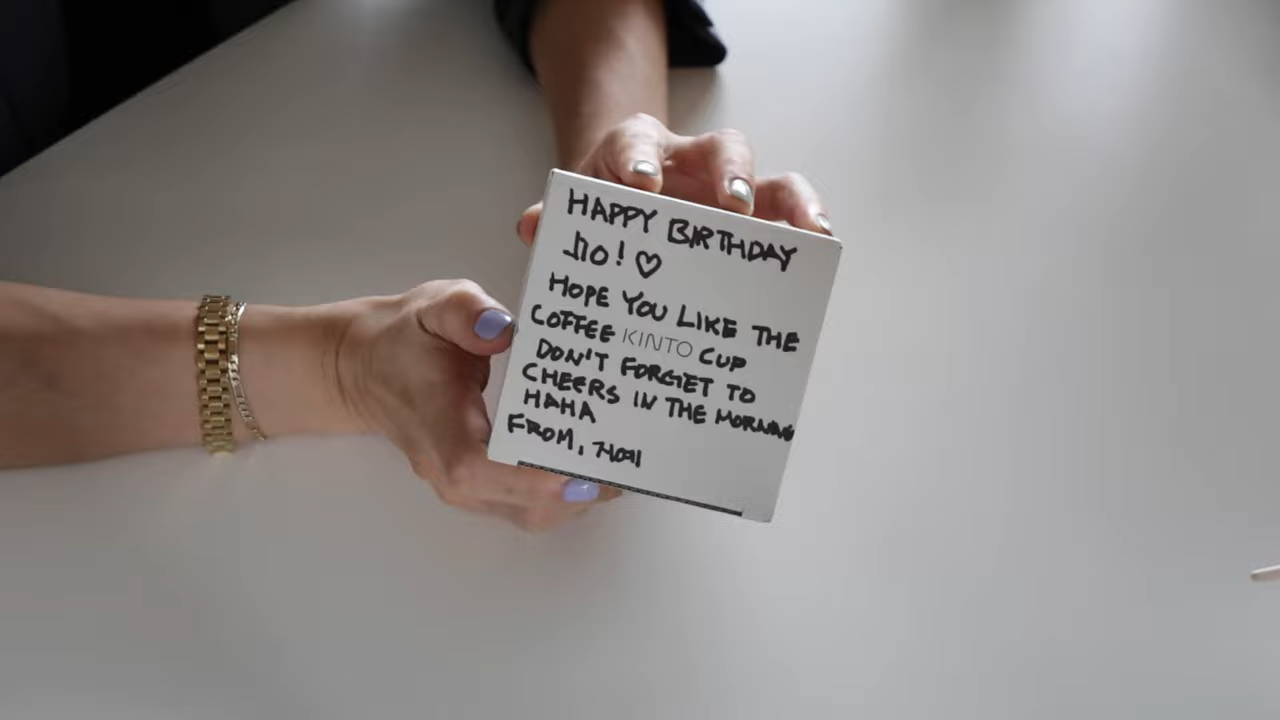 HAPPY BIRTHDAY
JIO! ♡
HOPE YOU LIKE THE
COFFEE KINTO CUP
DON'T FORGET TO
CHEERS IN THE MORNING
HAHA
FROM,